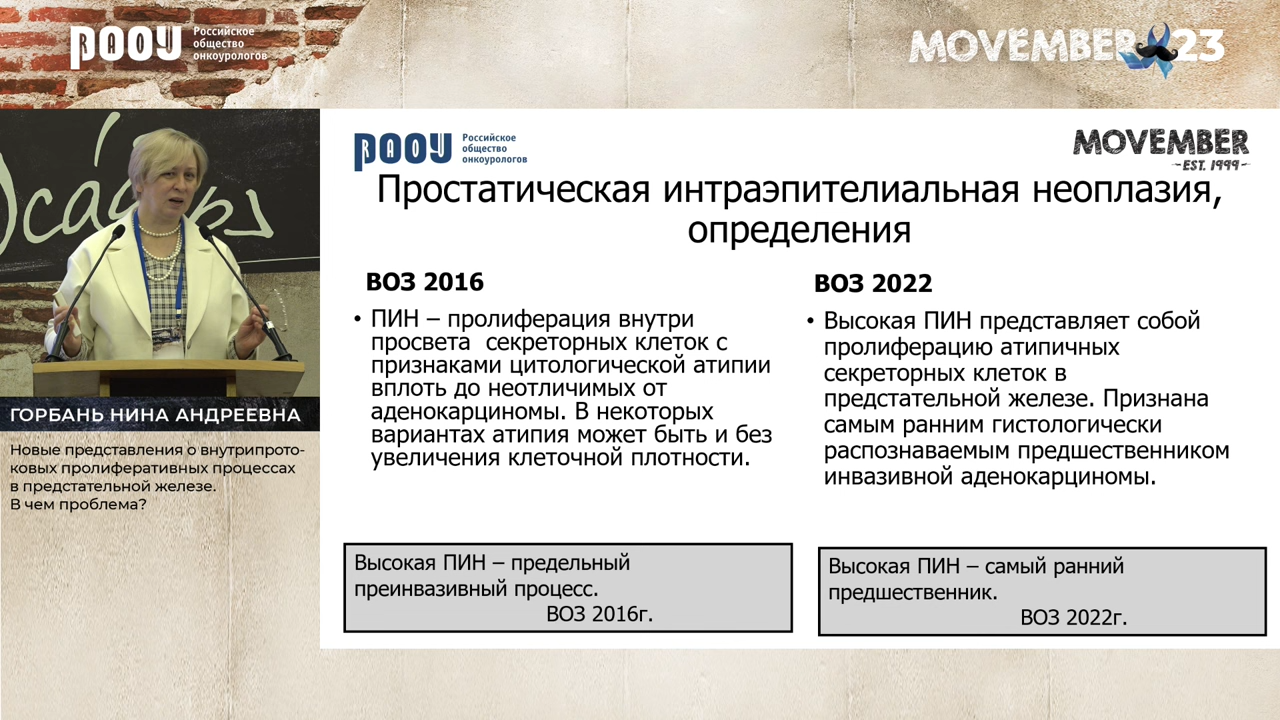 РАОУ
Российское
общество
онкоурологов
MOVEMBER 23
РАОУ
Российское
общество
онкоурологов
MOVEMBER
-EST. 1999-
Простатическая интраэпителиальная неоплазия,
определения
ВОЗ 2016
• ПИН – пролиферация внутри
просвета секреторных клеток с
признаками цитологической атипии
вплоть до неотличимых от
аденокарциномы. В некоторых
вариантах атипия может быть и без
увеличения клеточной плотности.
ВОЗ 2022
• Высокая ПИН представляет собой
пролиферацию атипичных
секреторных клеток в
предстательной железе. Признана
самым ранним гистологически
распознаваемым предшественником
инвазивной аденокарциномы.
Высокая ПИН – предельный
преинвазивный процесс.
ВОЗ 2016г.
Высокая ПИН – самый ранний
предшественник.
ВОЗ 2022г.
ГОРБАНЬ НИНА АНДРЕЕВНА
Новые представления о внутрипрото-
ковых пролиферативных процессах
в предстательной железе.
В чем проблема?